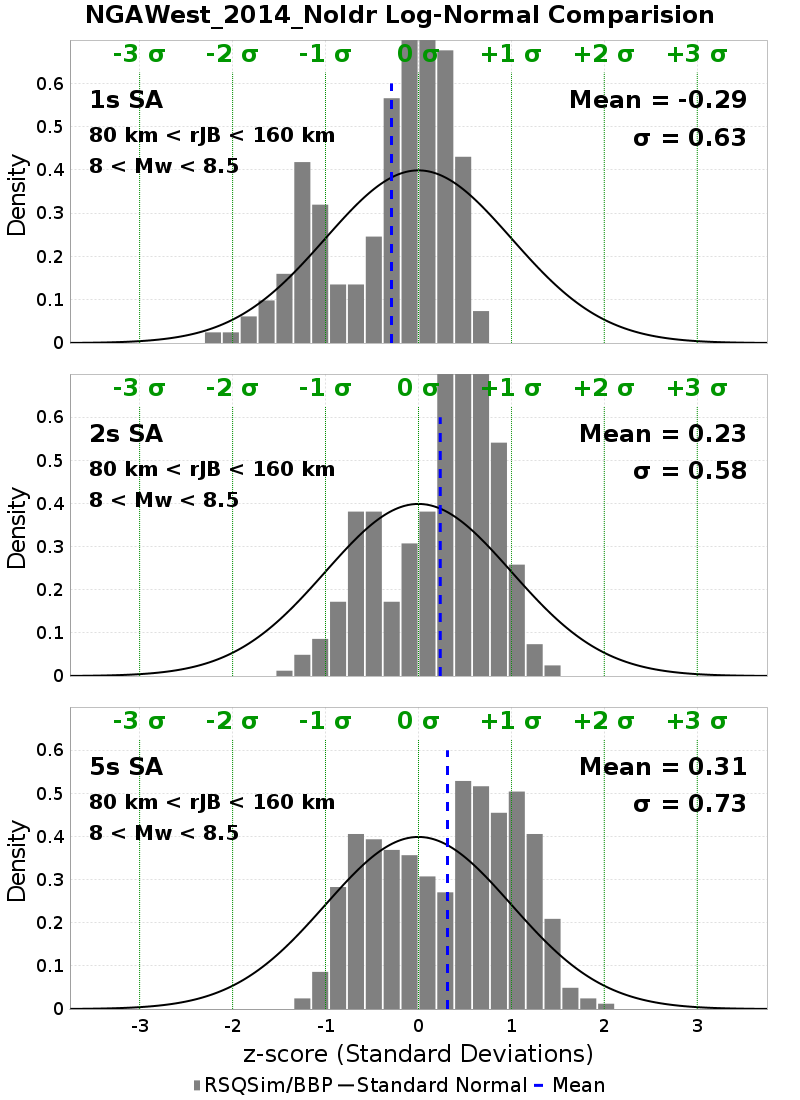 NGAWest_2014_NoIdr Log-Normal Comparision
-3 σ -2 σ -1 σ 0 σ +1 σ +2 σ +3 σ
0.6
1s SA Mean = -0.29
0.5
80 km < rJB < 160 km σ = 0.63
8 < Mw < 8.5
0.4
0.3
0.2
0.1
0
Density
-3 σ -2 σ -1 σ 0 σ +1 σ +2 σ +3 σ
0.6
2s SA Mean = 0.23
0.5
80 km < rJB < 160 km σ = 0.58
8 < Mw < 8.5
0.4
0.3
0.2
0.1
0
Density
-3 σ -2 σ -1 σ 0 σ +1 σ +2 σ +3 σ
0.6
5s SA Mean = 0.31
0.5
80 km < rJB < 160 km σ = 0.73
8 < Mw < 8.5
0.4
0.3
0.2
0.1
0
Density
-3 -2 -1 0 1 2 3
z-score (Standard Deviations)
RSQSim/BBP Standard Normal Mean